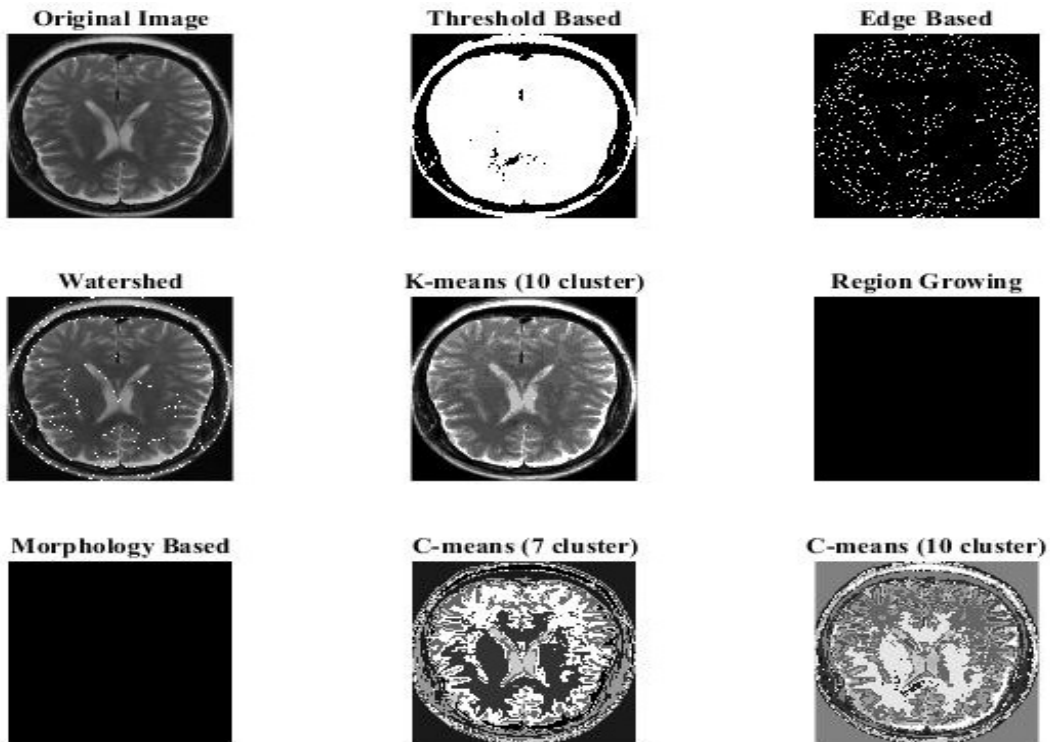 Original Image
Threshold Based
Edge Based
Watershed
K-means (10 cluster)
Region Growing
Morphology Based
C-means (7 cluster)
C-means (10 cluster)